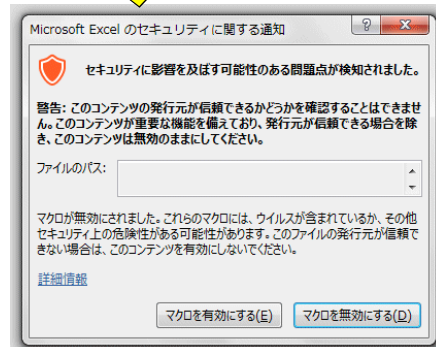 Microsoft Excel のセキュリティに関する通知
セキュリティに影響を及ぼす可能性のある問題点が検知されました。
警告: このコンテンツの発行元が信頼できるかどうかを確認することはできませ
ん。このコンテンツが重要な機能を備えており、発行元が信頼できる場合を除
き、このコンテンツは無効のままにしてください。
ファイルのパス:
マクロが無効にされました。これらのマクロには、ウイルスが含まれているか、その他
セキュリティ上の危険性がある可能性があります。このファイルの発行元が信頼で
きない場合は、このコンテンツを有効にしないでください。
詳細情報
マクロを有効にする(E) マクロを無効にする(D)